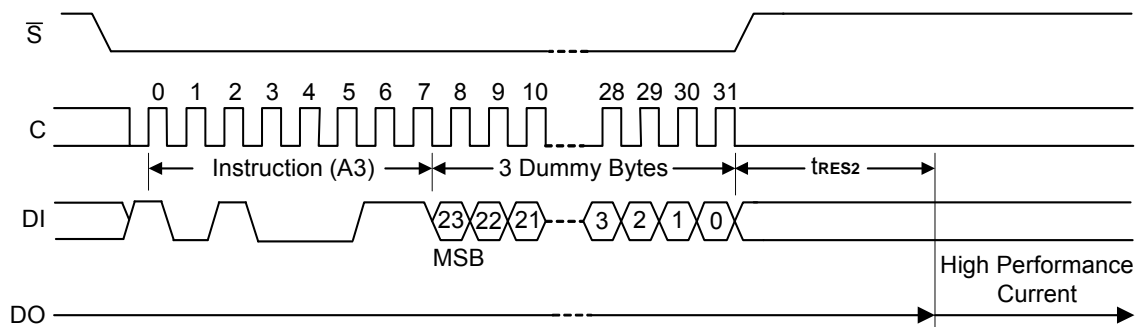 S
0 1 2 3 4 5 6 7 8 9 10 28 29 30 31
C
Instruction (A3) 3 Dummy Bytes tRES2
DI 23 22 21 3 2 1 0
MSB
High Performance
Current
DO